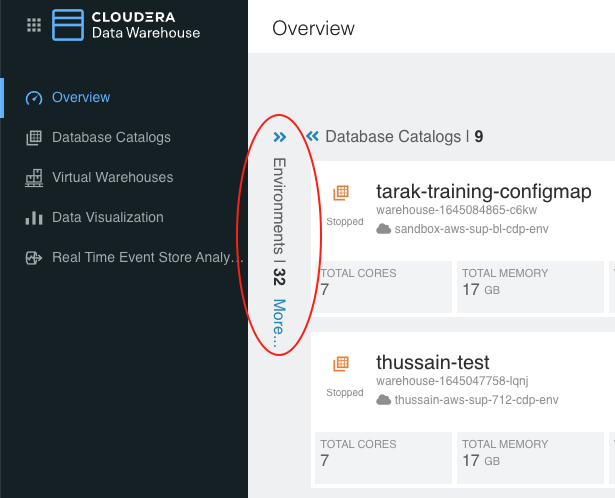 CLOUDERA
Data Warehouse
Overview
Database Catalogs
Virtual Warehouses
Data Visualization
Real Time Event Store Analy...
Overview
Environments | 32 More...
Database Catalogs | 9
Stopped
tarak-training-configmap
warehouse-1645084865-c6kw
sandbox-aws-sup-bl-cdp-env
TOTAL CORES
7
TOTAL MEMORY
17 GB
Stopped
thussain-test
warehouse-1645047758-lqnj
thussain-aws-sup-712-cdp-env
TOTAL CORES
7
TOTAL MEMORY
17 GB